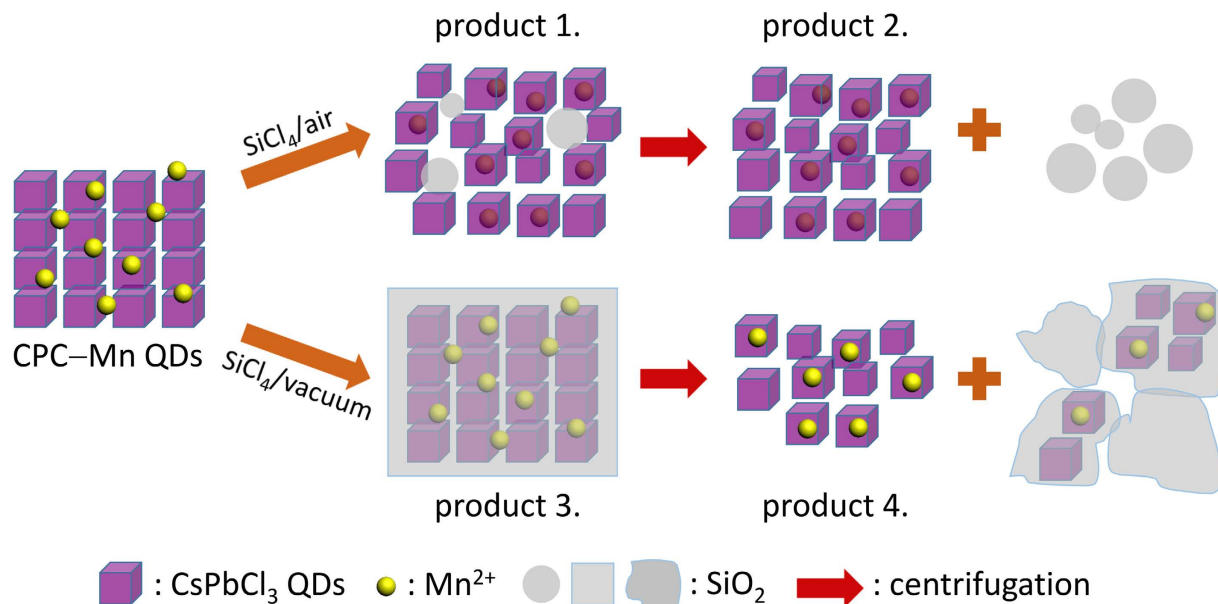 product 1.
product 2.
SiCl₄/air
CPC–Mn QDs
SiCl₄/vacuum
product 3.
product 4.
: CsPbCl₃ QDs
: Mn²⁺
: SiO₂
: centrifugation